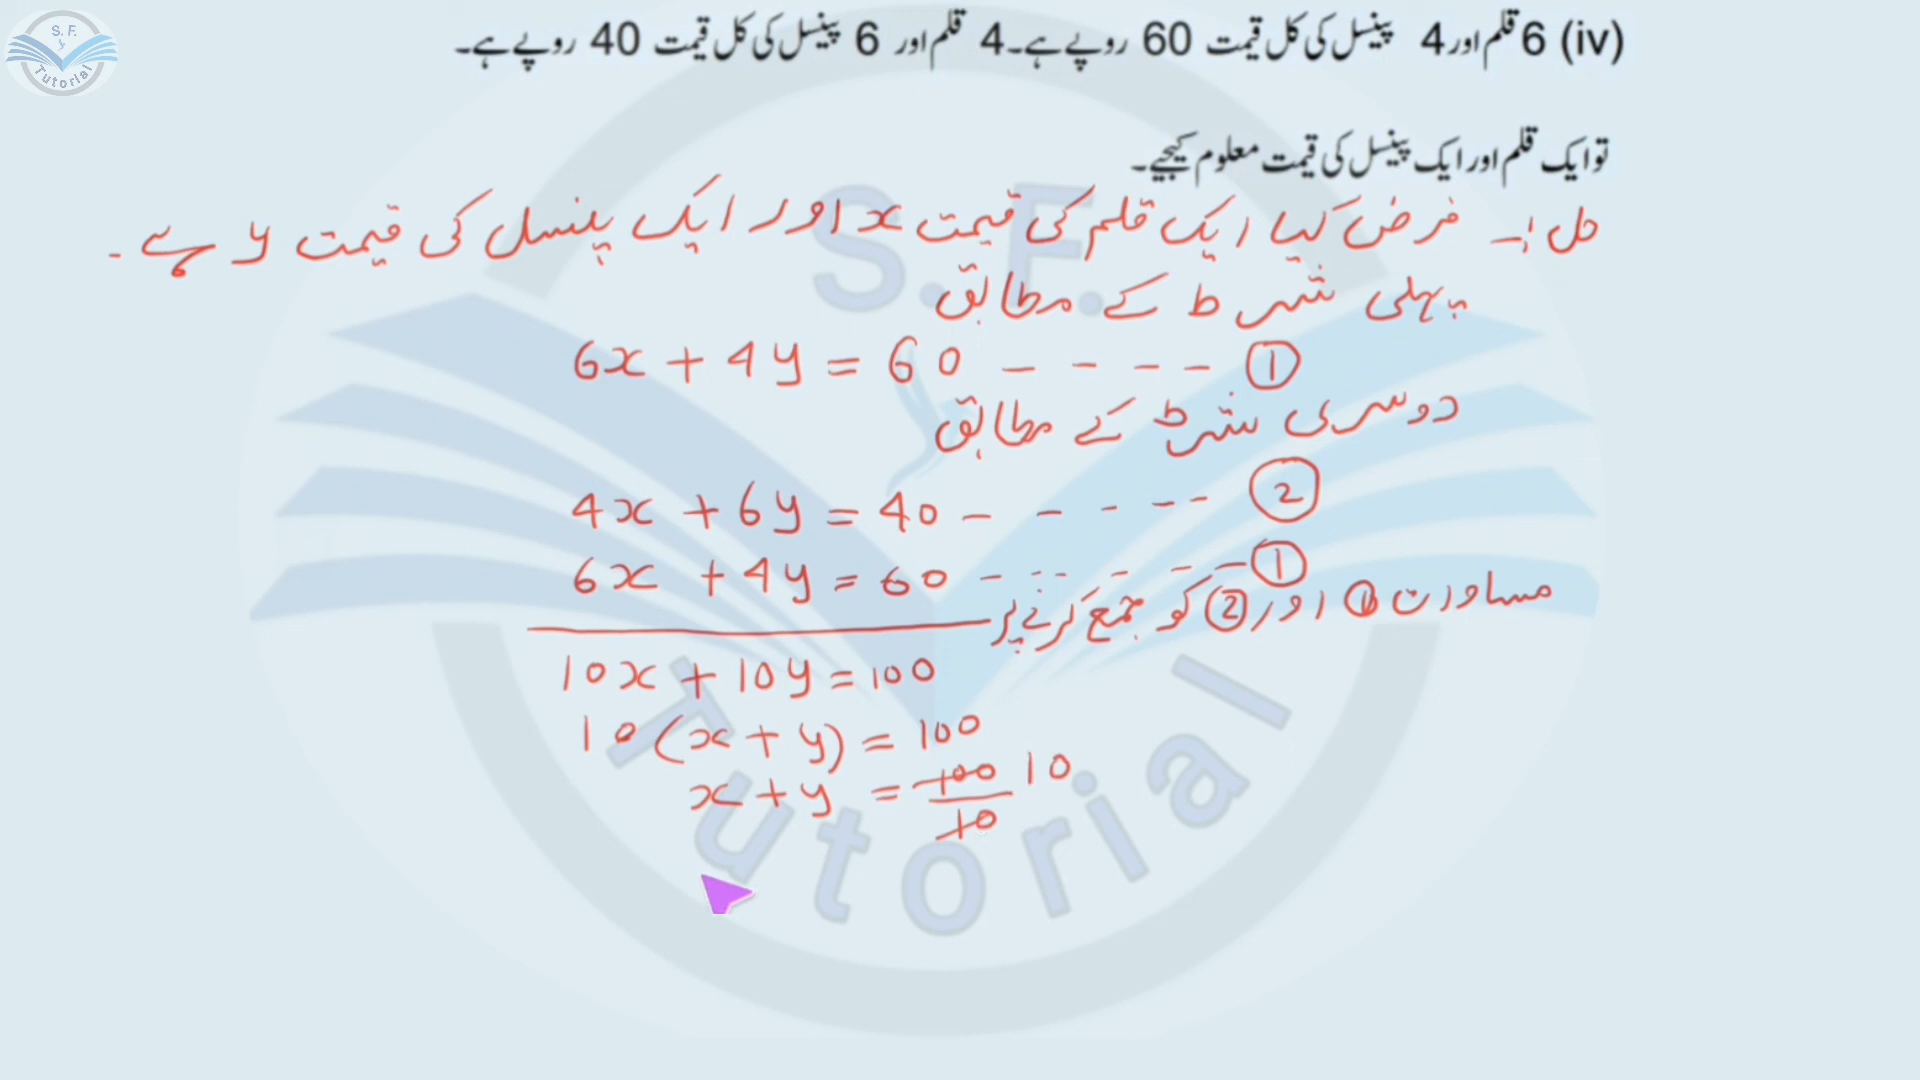 S. F.
y
Tutorial
(iv) 6 قلم اور 4 پینسل کی کل قیمت 60 روپے ہے۔ 4 قلم اور 6 پینسل کی کل قیمت 40 روپے ہے۔
تو ایک قلم اور ایک پینسل کی قیمت معلوم کیجیے۔
حل :۔ فرض کیا ایک قلم کی قیمت x اور ایک پنسل کی قیمت y ہے ۔
پہلی شرط کے مطابق
6x + 4y = 60 - - - - ①
دوسری شرط کے مطابق
4x + 6y = 40 - - - - - ②
6x + 4y = 60 - - - - - - ①
مساورت ① اور ② کو جمع کرنے پر
10x + 10y = 100
10 (x + y) = 100
x + y = 100/10 10
S. F.
Tutorial